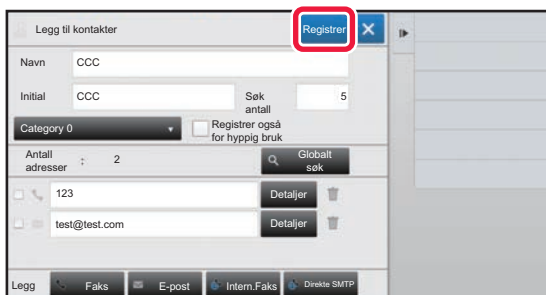 Legg til kontakter
Registrer
Navn
CCC
Initial
CCC
Søk
antall
5
Category 0
Registrer også
for hyppig bruk
Antall
adresser
:
2
Globalt
søk
123
Detaljer
test@test.com
Detaljer
Legg
Faks
E-post
Intern.Faks
Direkte SMTP